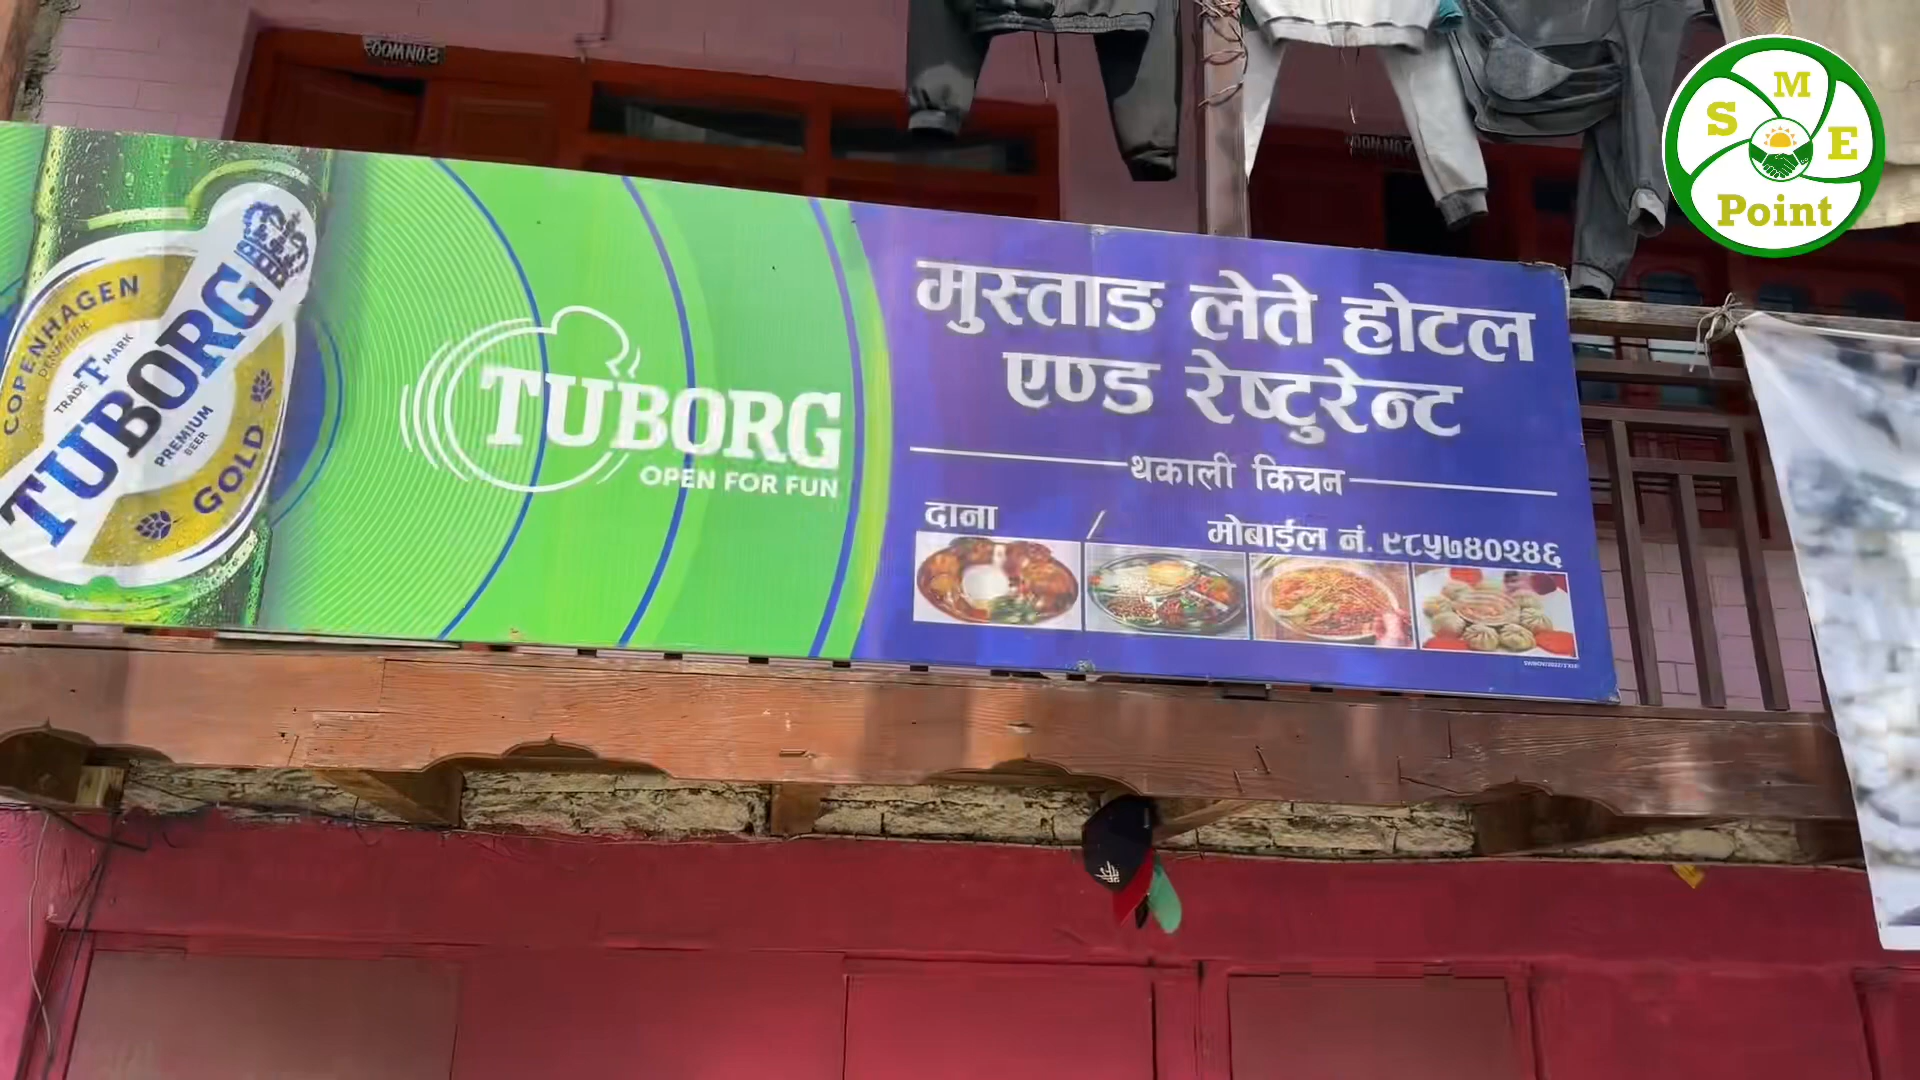 S
M
E
Point
COPENHAGEN
DENMARK
TRADE MARK
TUBORG
PREMIUM
BEER
GOLD
TUBORG
OPEN FOR FUN
मुस्ताङ लेते होटल
एण्ड रेष्टुरेन्ट
थकाली किचन
दाना / मोबाईल नं. ९८५७४०२४६